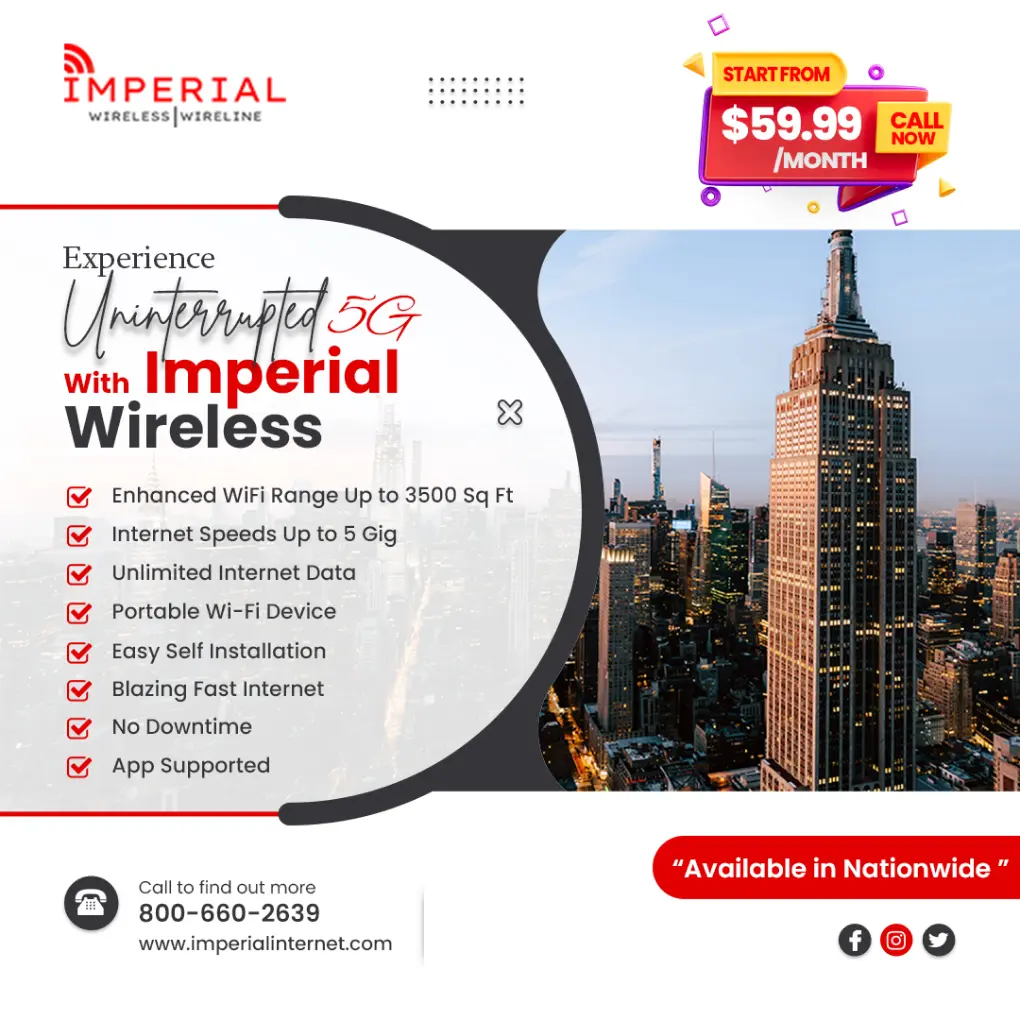 IMPERIAL
WIRELESS|WIRELINE
START FROM
$59.99
/MONTH
CALL
NOW
Experience
Uninterrupted 5G
With Imperial
Wireless
Enhanced WiFi Range Up to 3500 Sq Ft
Internet Speeds Up to 5 Gig
Unlimited Internet Data
Portable Wi-Fi Device
Easy Self Installation
Blazing Fast Internet
No Downtime
App Supported
“Available in Nationwide ”
Call to find out more
800-660-2639
www.imperialinternet.com